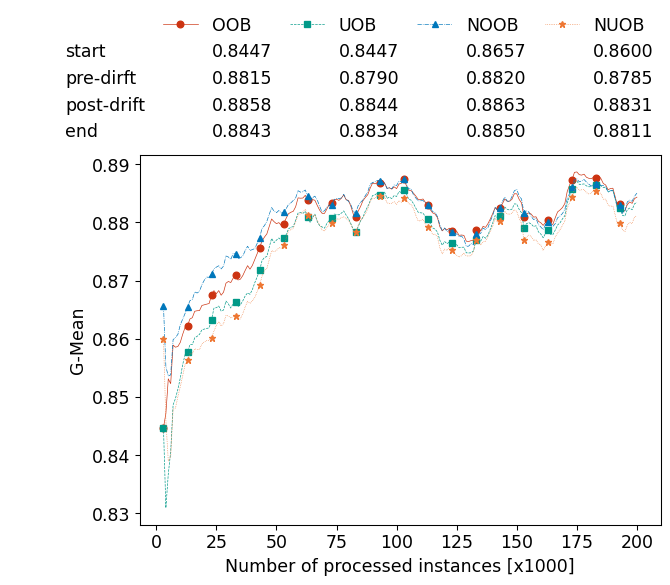 OOB UOB NOOB NUOB
start 0.8447 0.8447 0.8657 0.8600
pre-dirft 0.8815 0.8790 0.8820 0.8785
post-drift 0.8858 0.8844 0.8863 0.8831
end 0.8843 0.8834 0.8850 0.8811
0.89
0.88
0.87
0.86
0.85
0.84
0.83
G-Mean
0 25 50 75 100 125 150 175 200
Number of processed instances [x1000]